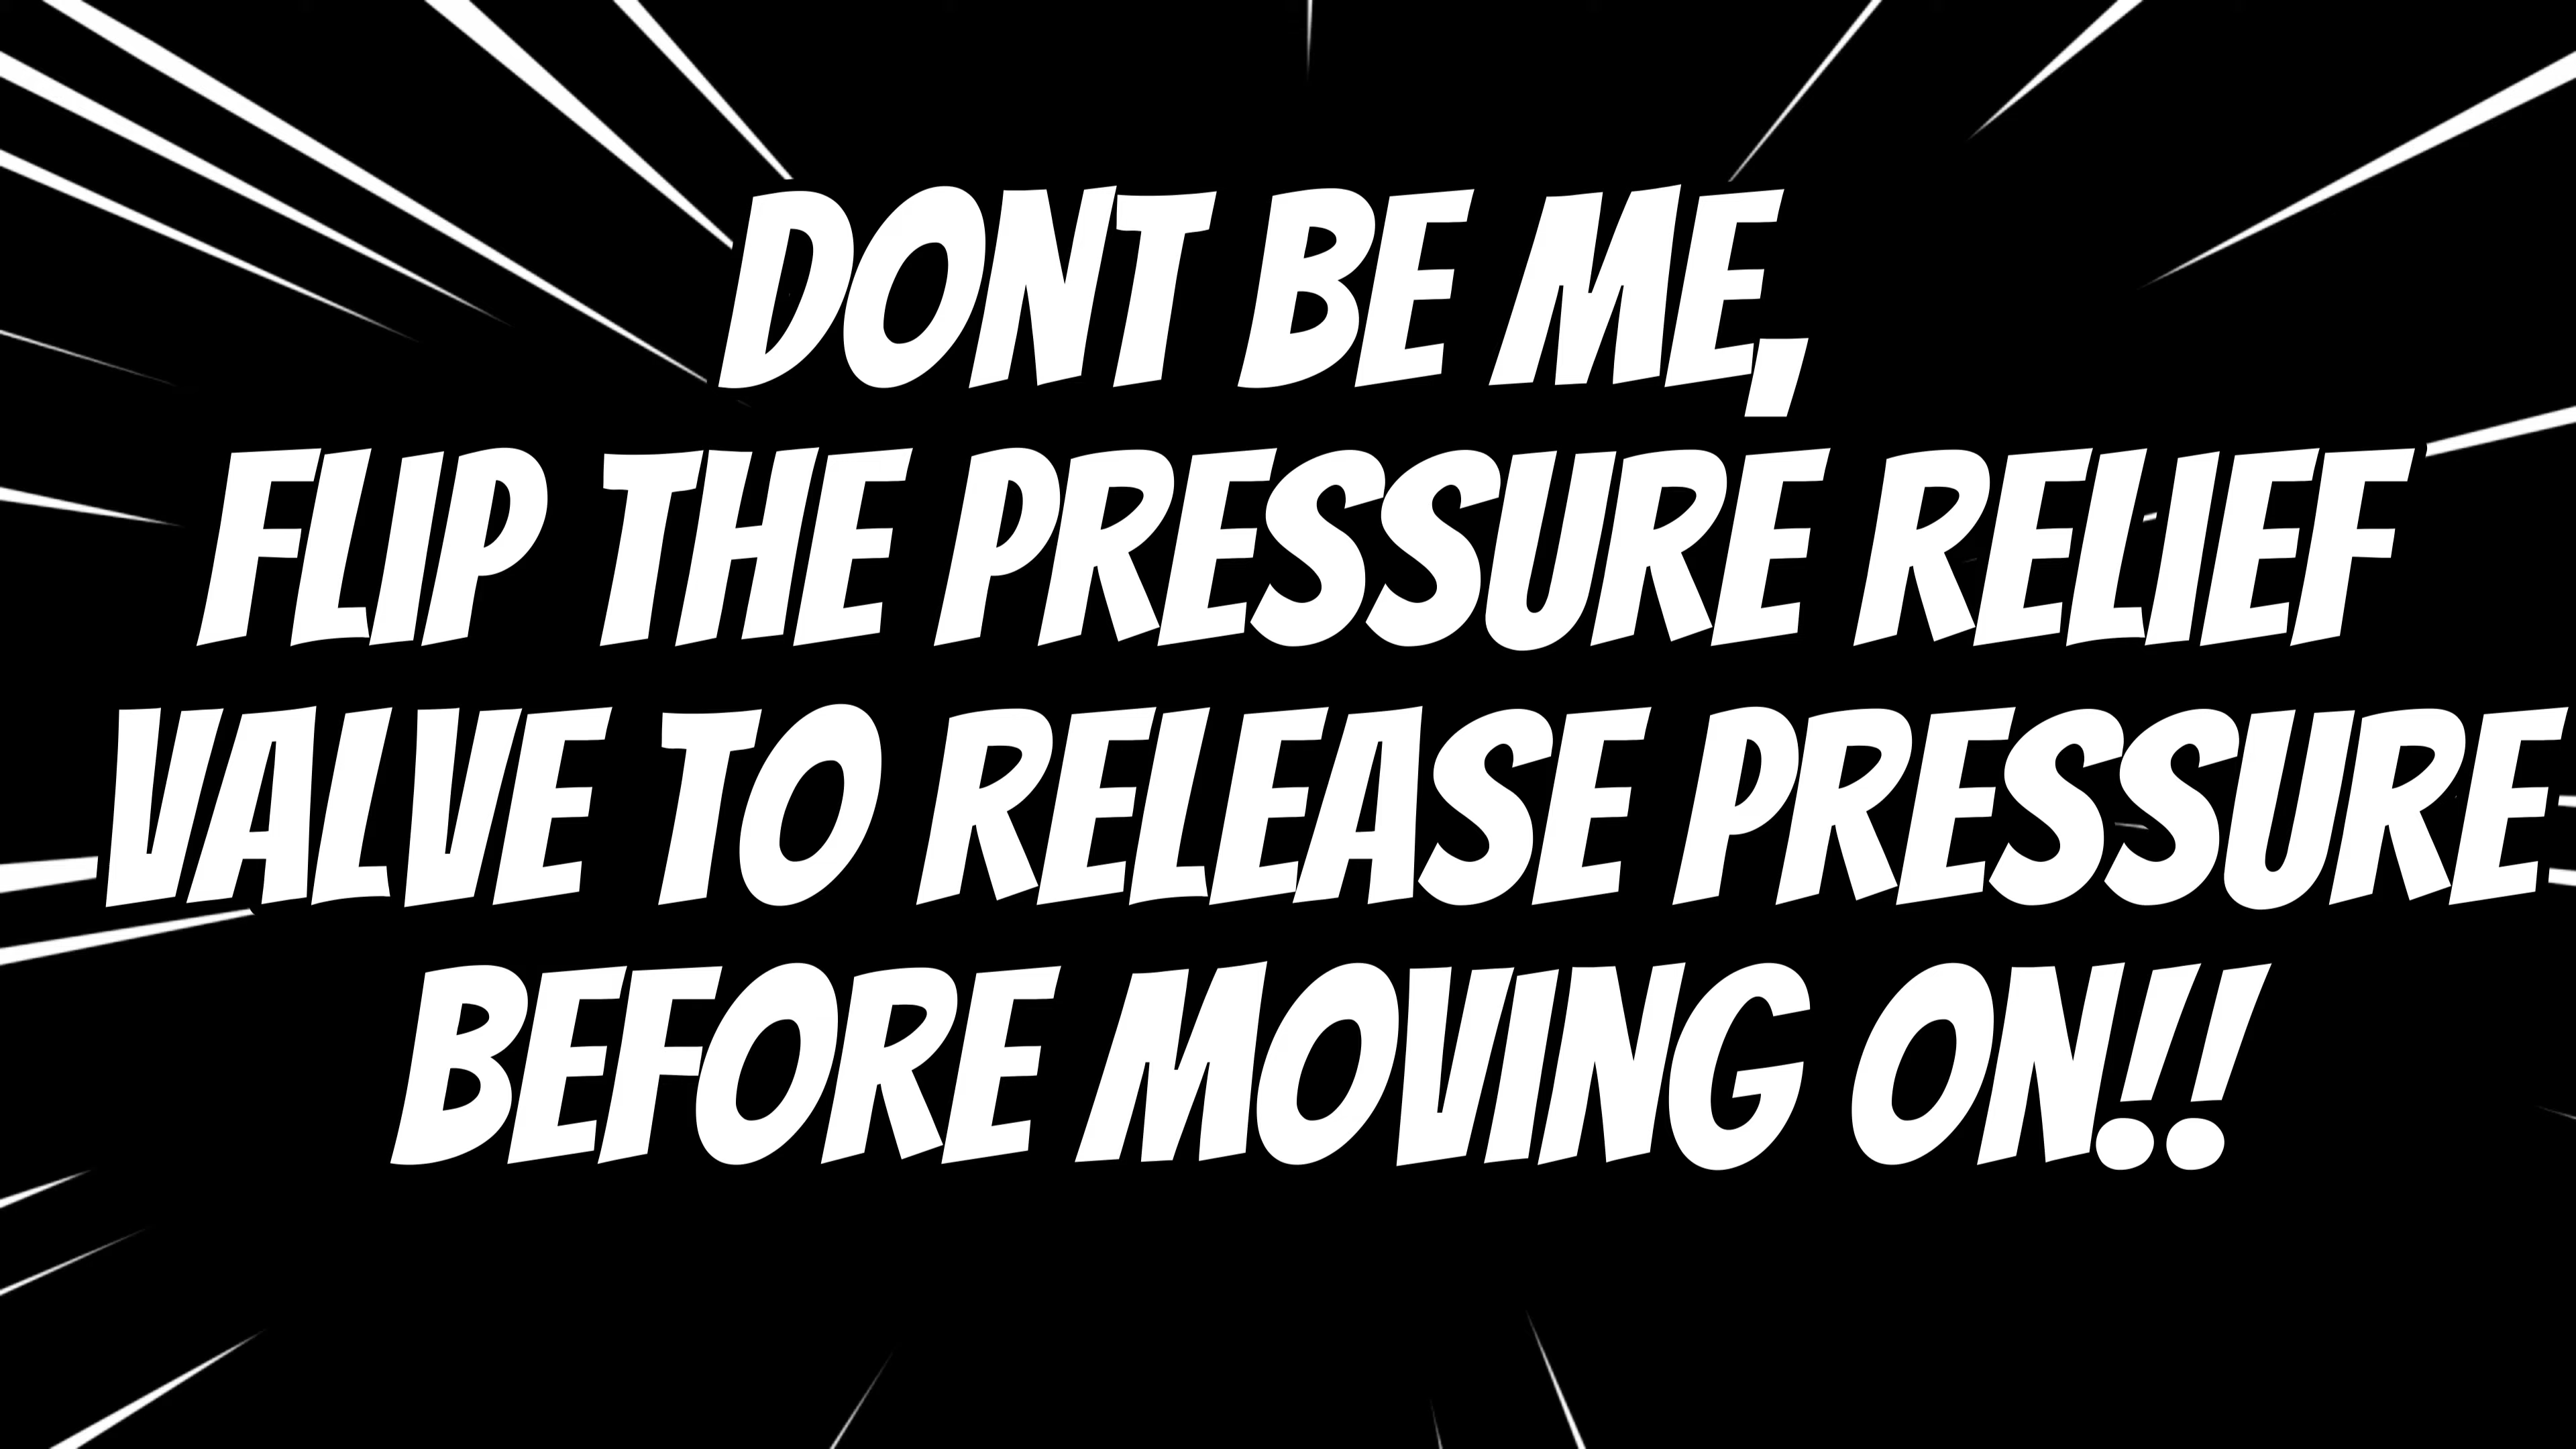 DONT BE ME,
FLIP THE PRESSURE RELIEF
VALVE TO RELEASE PRESSURE
BEFORE MOVING ON!!